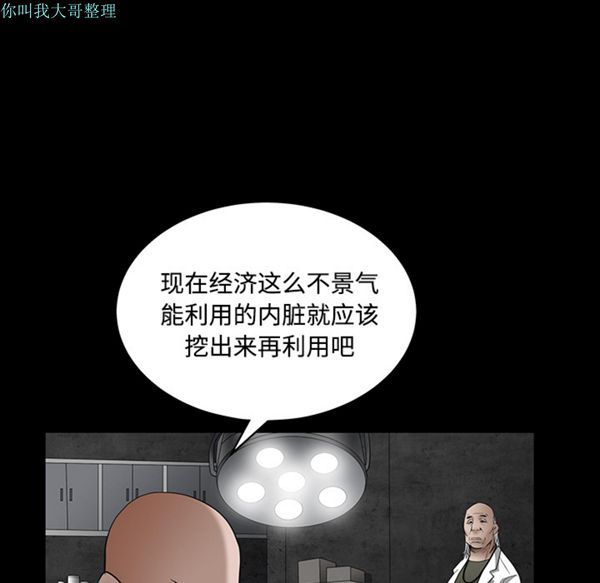 你叫我大哥整理
现在经济这么不景气
能利用的内脏就应该
挖出来再利用吧